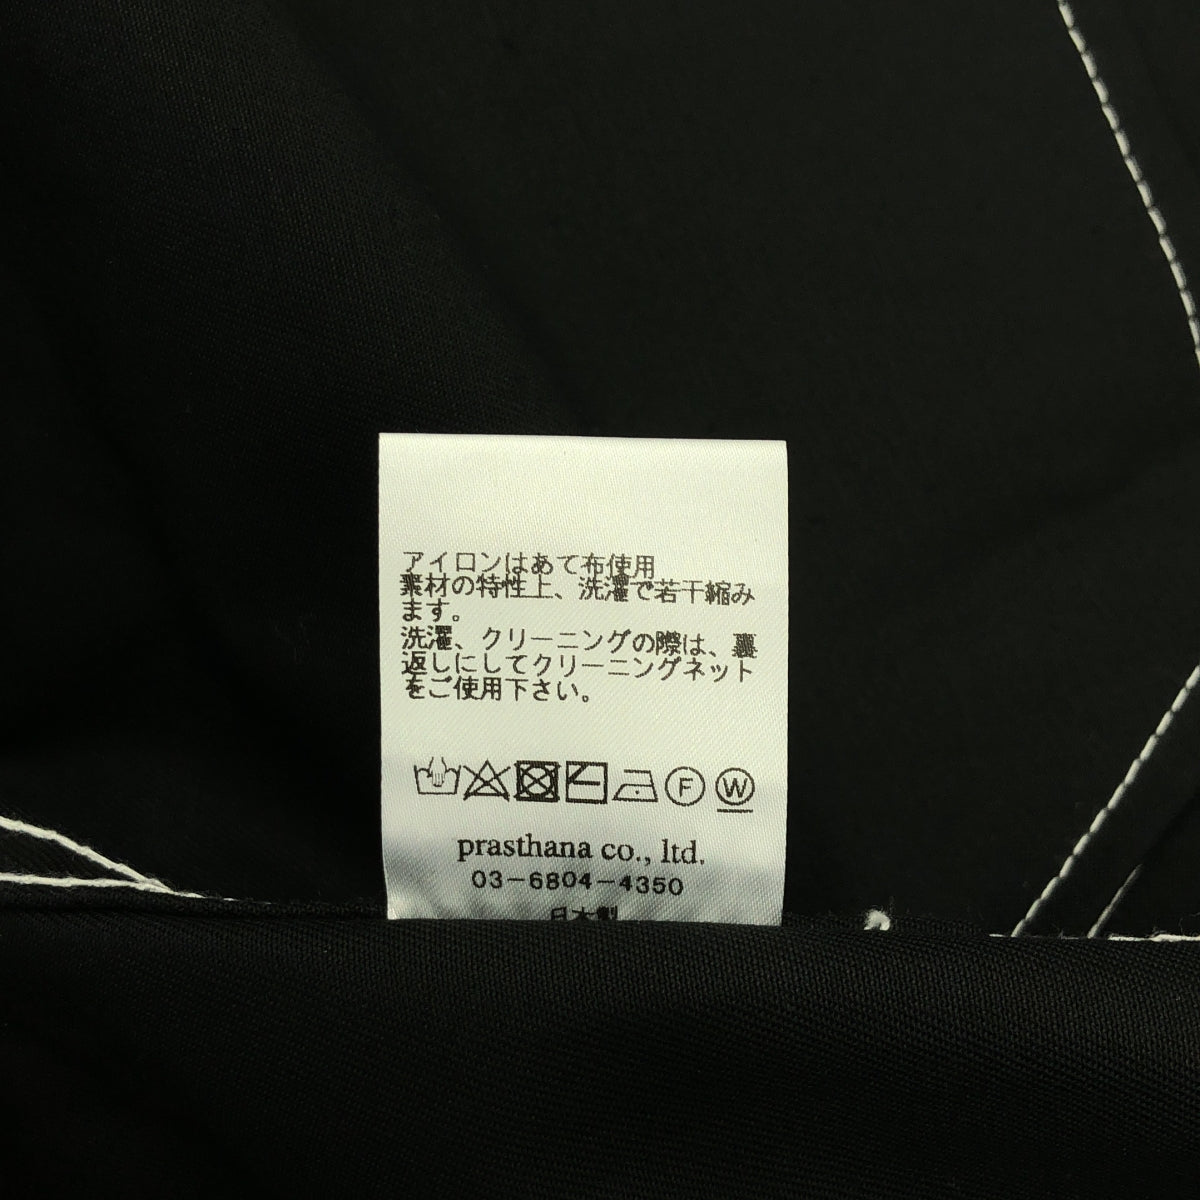 アイロンはあて布使用
素材の特性上、洗濯で若干縮み
ます。
洗濯、クリーニングの際は、裏
返しにしてクリーニングネット
をご使用下さい。
F W
prasthana co., ltd.
03-6804-4350
日本製